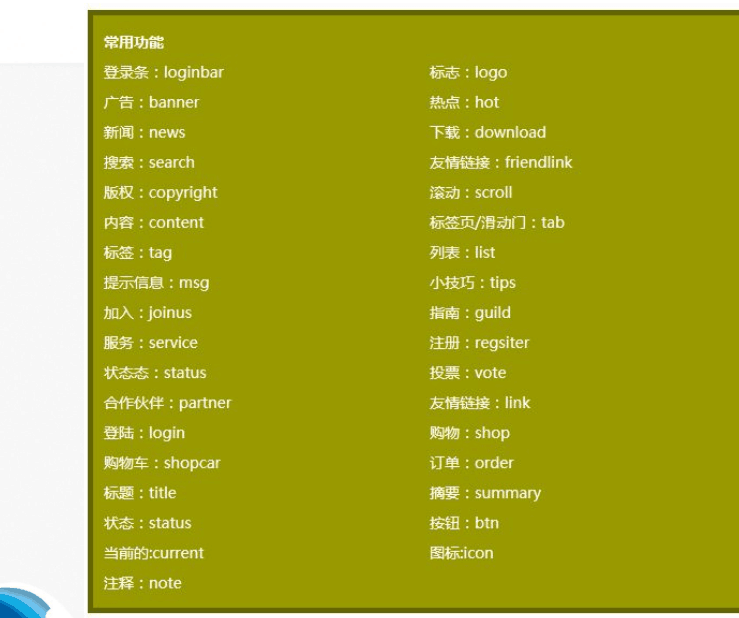 常用功能
登录条：loginbar 标志：logo
广告：banner 热点：hot
新闻：news 下载：download
搜索：search 友情链接：friendlink
版权：copyright 滚动：scroll
内容：content 标签页/滑动门：tab
标签：tag 列表：list
提示信息：msg 小技巧：tips
加入：joinus 指南：guild
服务：service 注册：regsiter
状态态：status 投票：vote
合作伙伴：partner 友情链接：link
登陆：login 购物：shop
购物车：shopcar 订单：order
标题：title 摘要：summary
状态：status 按钮：btn
当前的:current 图标:icon
注释：note